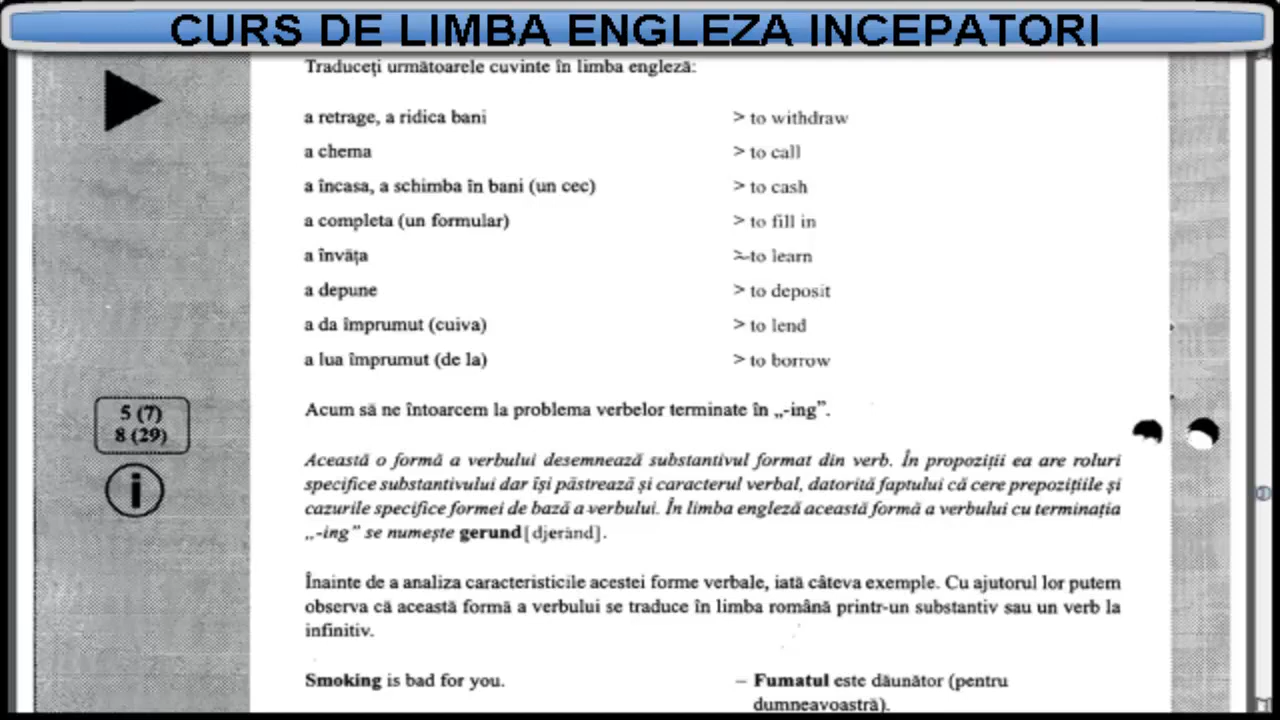 CURS DE LIMBA ENGLEZA INCEPATORI
Traduceți următoarele cuvinte în limba engleză:
a retrage, a ridica bani > to withdraw
a chema > to call
a încasa, a schimba în bani (un cec) > to cash
a completa (un formular) > to fill in
a învăța > to learn
a depune > to deposit
a da împrumut (cuiva) > to lend
a lua împrumut (de la) > to borrow
5 (7)
8 (29)
Acum să ne întoarcem la problema verbelor terminate în „-ing”.
Această o formă a verbului desemnează substantivul format din verb. În propoziții ea are roluri
specifice substantivului dar își păstrează și caracterul verbal, datorită faptului că cere prepozițiile și
cazurile specifice formei de bază a verbului. În limba engleză această formă a verbului cu terminația
„-ing” se numește gerund [djerănd].
i
Înainte de a analiza caracteristicile acestei forme verbale, iată câteva exemple. Cu ajutorul lor putem
observa că această formă a verbului se traduce în limba română printr-un substantiv sau un verb la
infinitiv.
Smoking is bad for you. – Fumatul este dăunător (pentru
dumneavoastră).